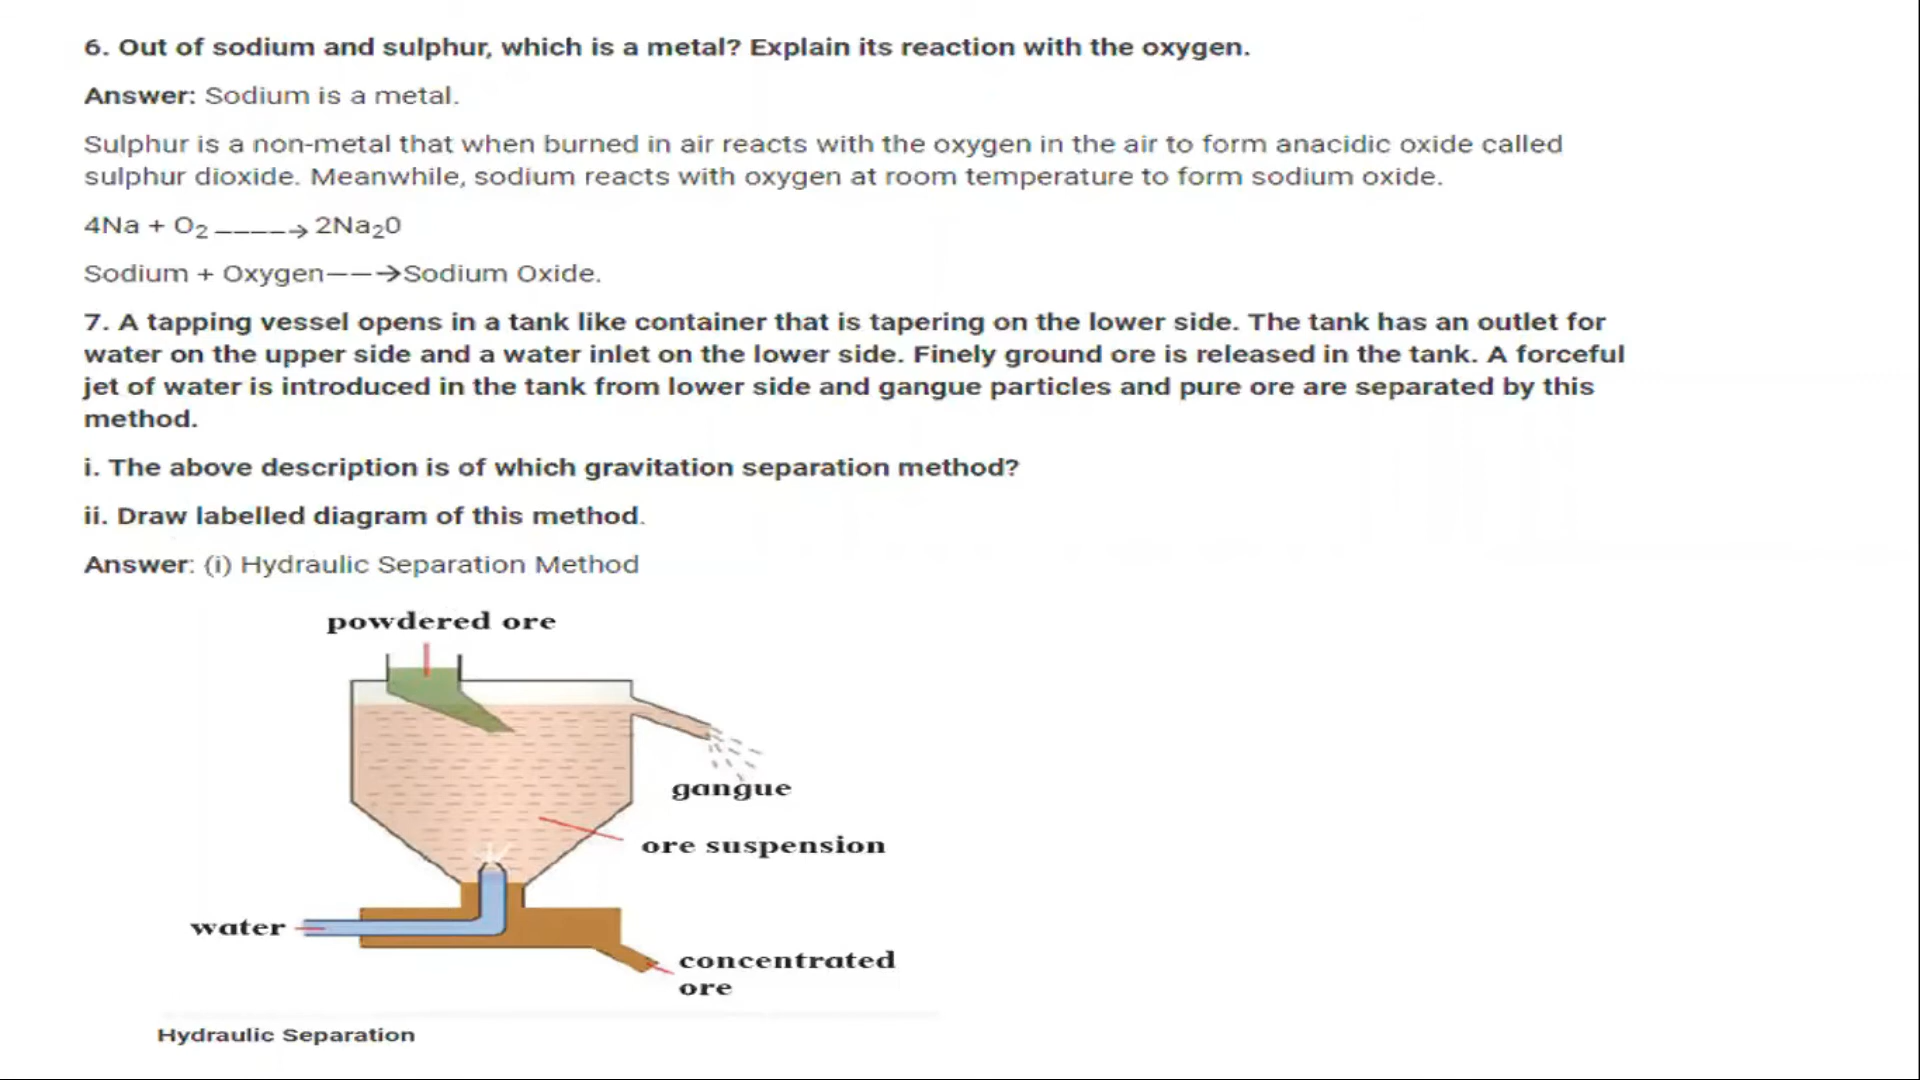 6. Out of sodium and sulphur, which is a metal? Explain its reaction with the oxygen.
Answer: Sodium is a metal.
Sulphur is a non-metal that when burned in air reacts with the oxygen in the air to form anacidic oxide called
sulphur dioxide. Meanwhile, sodium reacts with oxygen at room temperature to form sodium oxide.
4Na + O₂ ————→ 2Na₂0
Sodium + Oxygen——→Sodium Oxide.
7. A tapping vessel opens in a tank like container that is tapering on the lower side. The tank has an outlet for
water on the upper side and a water inlet on the lower side. Finely ground ore is released in the tank. A forceful
jet of water is introduced in the tank from lower side and gangue particles and pure ore are separated by this
method.
i. The above description is of which gravitation separation method?
ii. Draw labelled diagram of this method.
Answer: (i) Hydraulic Separation Method
powdered ore
gangue
ore suspension
water
concentrated
ore
Hydraulic Separation